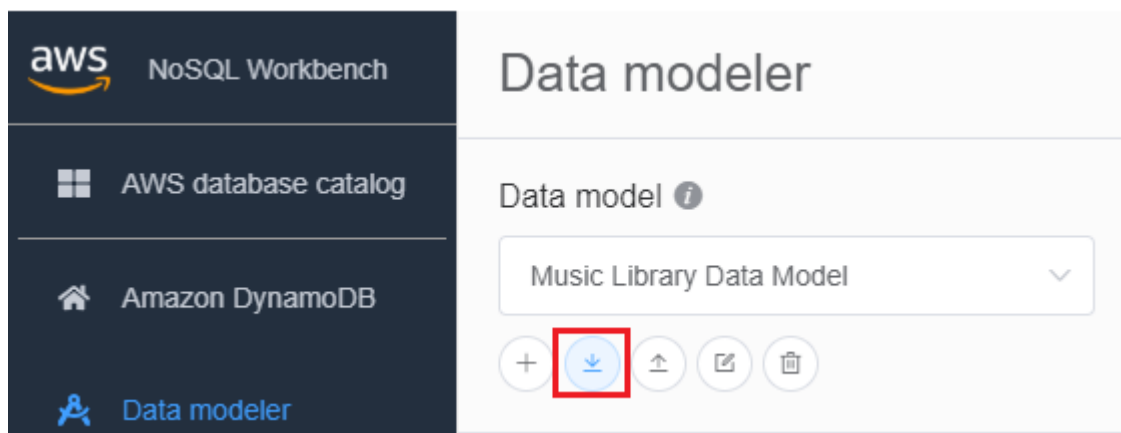 aws
NoSQL Workbench
AWS database catalog
Amazon DynamoDB
Data modeler
Data modeler
Data model
Music Library Data Model